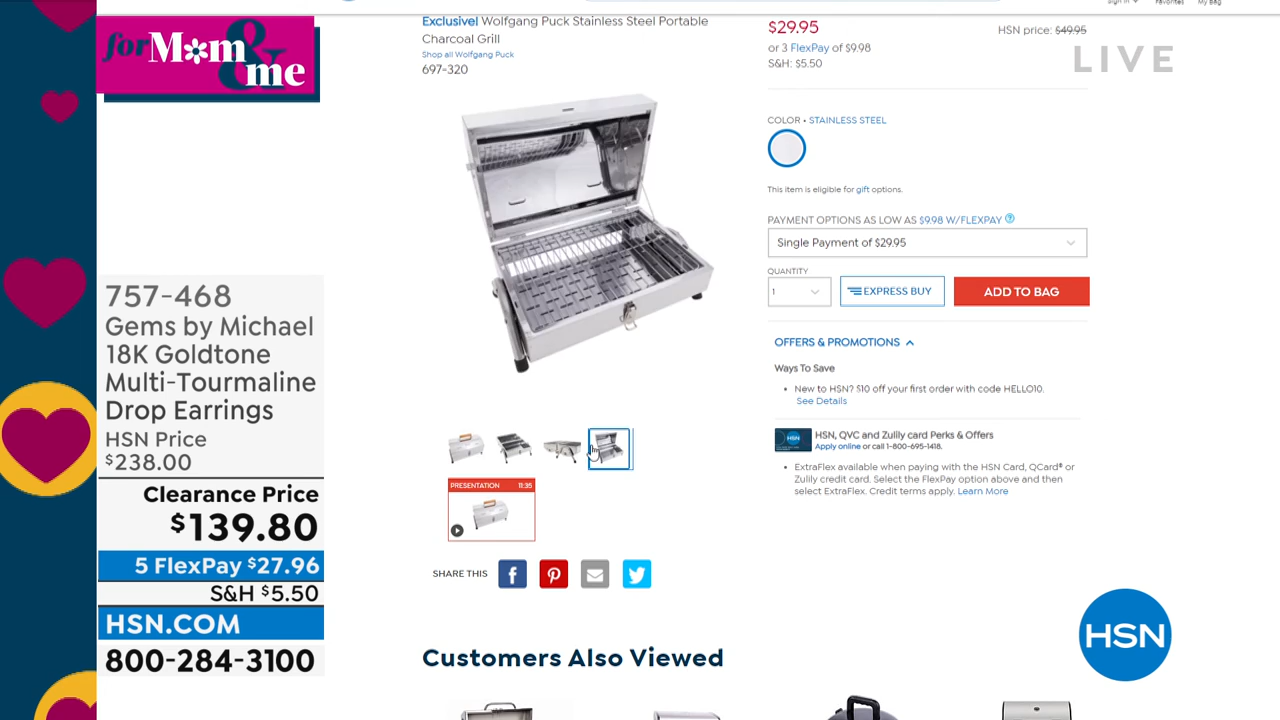 Sign in
Favorites
My Bag
for M✻m
& me
Exclusive! Wolfgang Puck Stainless Steel Portable
Charcoal Grill
Shop all Wolfgang Puck
697-320
$29.95
HSN price: $49.95
or 3 FlexPay of $9.98
S&H: $5.50
LIVE
COLOR • STAINLESS STEEL
This item is eligible for gift options.
PAYMENT OPTIONS AS LOW AS $9.98 W/FLEXPAY ?
Single Payment of $29.95
QUANTITY
1
EXPRESS BUY
ADD TO BAG
OFFERS & PROMOTIONS
Ways To Save
• New to HSN? $10 off your first order with code HELLO10.
See Details
HSN
HSN, QVC and Zulily card Perks & Offers
Apply online or call 1-800-695-1418.
• ExtraFlex available when paying with the HSN Card, QCard® or
Zulily credit card. Select the FlexPay option above and then
select ExtraFlex. Credit terms apply. Learn More
PRESENTATION 11:35
SHARE THIS
Customers Also Viewed
757-468
Gems by Michael
18K Goldtone
Multi-Tourmaline
Drop Earrings
HSN Price
$238.00
Clearance Price
$139.80
5 FlexPay $27.96
S&H $5.50
HSN.COM
800-284-3100
HSN